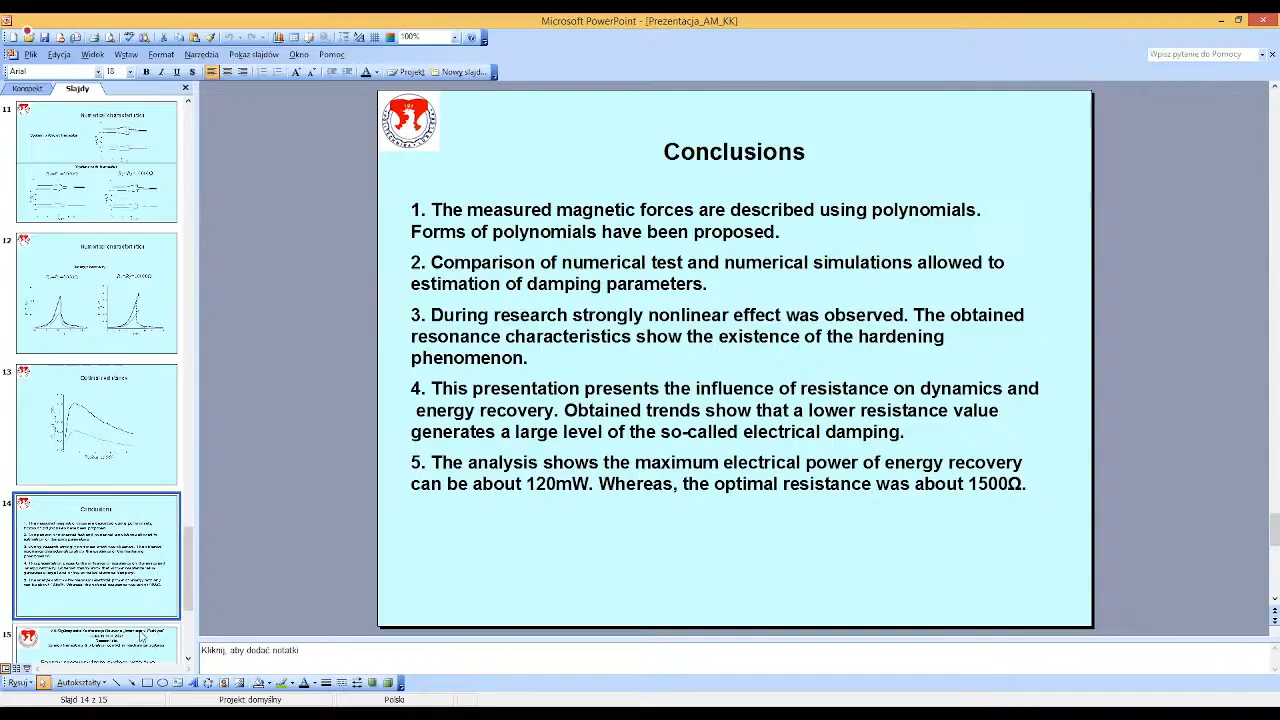 Microsoft PowerPoint - [Prezentacja_AM_KK]
100%
Plik Edycja Widok Wstaw Format Narzędzia Pokaz slajdów Okno Pomoc
Wpisz pytanie do Pomocy
Arial 18 B I U S Projekt Nowy slajd...
Konspekt Slajdy
11
12
13
14
Conclusions
15
Conclusions
1. The measured magnetic forces are described using polynomials.
Forms of polynomials have been proposed.
2. Comparison of numerical test and numerical simulations allowed to
estimation of damping parameters.
3. During research strongly nonlinear effect was observed. The obtained
resonance characteristics show the existence of the hardening
phenomenon.
4. This presentation presents the influence of resistance on dynamics and
energy recovery. Obtained trends show that a lower resistance value
generates a large level of the so-called electrical damping.
5. The analysis shows the maximum electrical power of energy recovery
can be about 120mW. Whereas, the optimal resistance was about 1500Ω.
Kliknij, aby dodać notatki
Rysuj Autokształty
Slajd 14 z 15 Projekt domyślny Polski